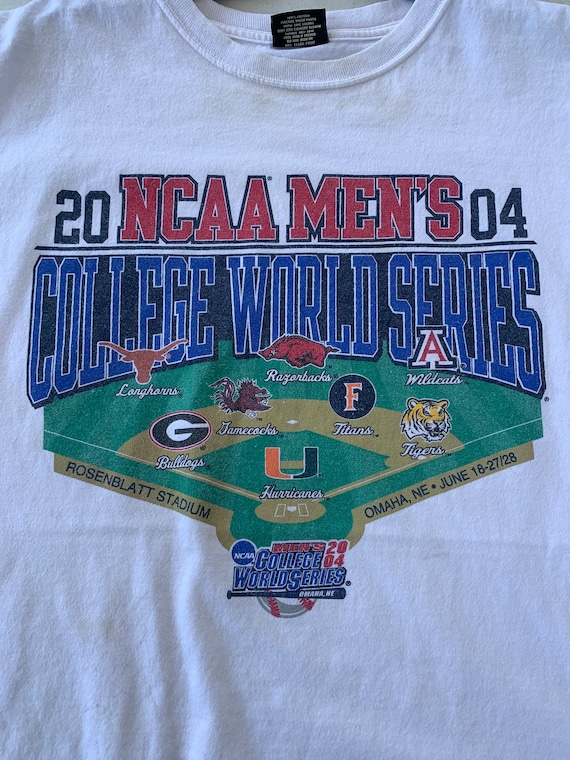 20 NCAA MEN'S 04
COLLEGE WORLD SERIES
Longhorns
Razorbacks
A
Wildcats
Gamecocks
F
Titans
Tigers
G
Bulldogs
U
Hurricanes
ROSENBLATT STADIUM
OMAHA, NE • JUNE 18-27/28
NCAA
MEN'S 20
COLLEGE 04
WORLD SERIES
OMAHA, NE